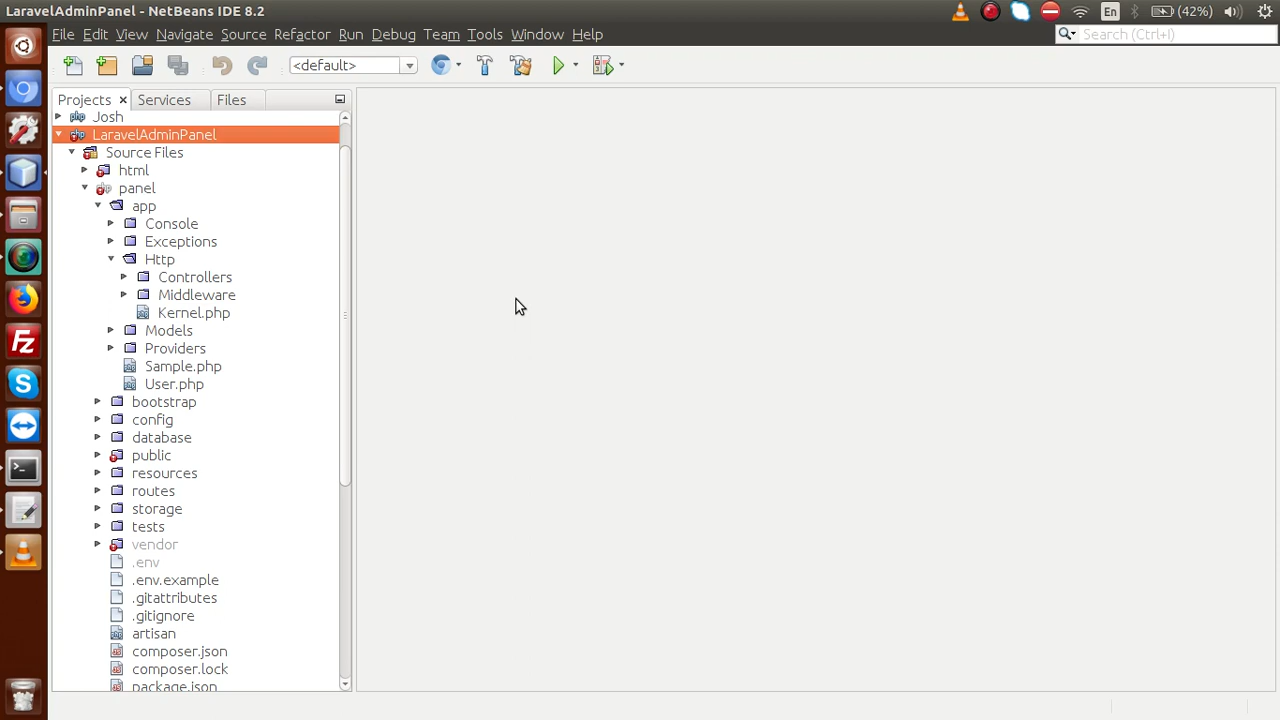 LaravelAdminPanel - NetBeans IDE 8.2
En
(42%)
File Edit View Navigate Source Refactor Run Debug Team Tools Window Help
Search (Ctrl+I)
<default>
Projects
Services
Files
Josh
LaravelAdminPanel
Source Files
html
panel
app
Console
Exceptions
Http
Controllers
Middleware
Kernel.php
Models
Providers
Sample.php
User.php
bootstrap
config
database
public
resources
routes
storage
tests
vendor
.env
.env.example
.gitattributes
.gitignore
artisan
composer.json
composer.lock
package.json